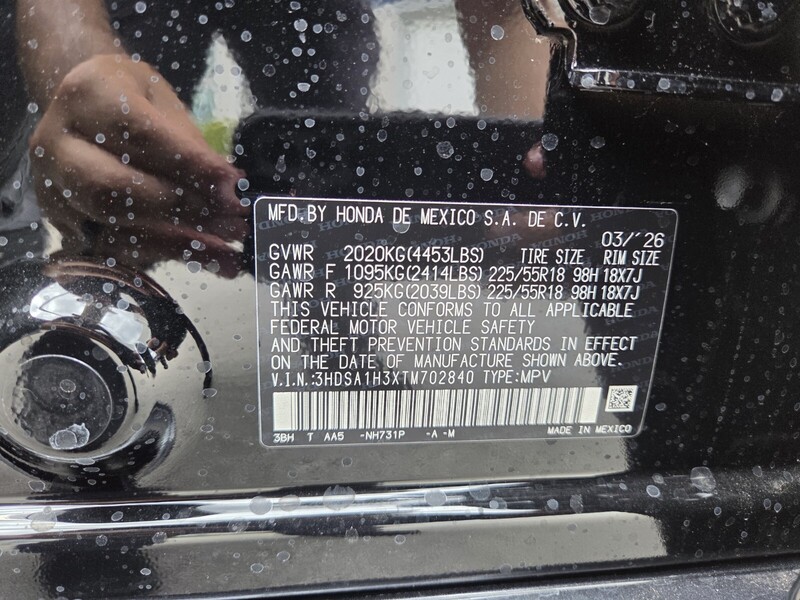 MFD.BY HONDA DE MEXICO S.A. DE C.V.
03/'26
GVWR 2020KG(4453LBS) TIRE SIZE RIM SIZE
GAWR F 1095KG(2414LBS) 225/55R18 98H 18X7J
GAWR R 925KG(2039LBS) 225/55R18 98H 18X7J
THIS VEHICLE CONFORMS TO ALL APPLICABLE
FEDERAL MOTOR VEHICLE SAFETY
AND THEFT PREVENTION STANDARDS IN EFFECT
ON THE DATE OF MANUFACTURE SHOWN ABOVE.
V.I.N.:3HDSA1H3XTM702840 TYPE:MPV
3BH T AA5 -NH731P -A -M MADE IN MEXICO